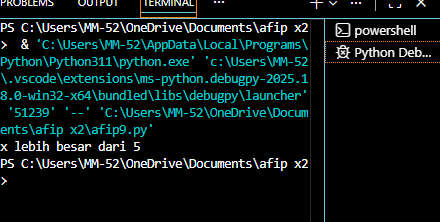 PROBLEMS
OUTPUT
TERMINAL
...
powershell
Python Deb...
PS C:\Users\MM-52\OneDrive\Documents\afip x2
> & 'C:\Users\MM-52\AppData\Local\Programs\
Python\Python311\python.exe' 'c:\Users\MM-52
\.vscode\extensions\ms-python.debugpy-2025.1
8.0-win32-x64\bundled\libs\debugpy\launcher'
'51239' '--' 'C:\Users\MM-52\OneDrive\Docum
ents\afip x2\afip9.py'
x lebih besar dari 5
PS C:\Users\MM-52\OneDrive\Documents\afip x2
>